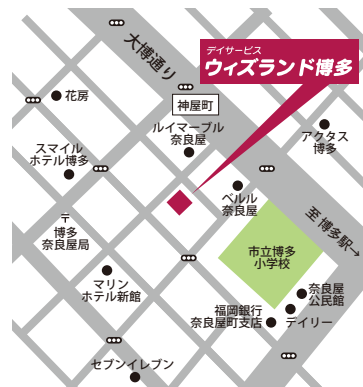 大博通り
デイサービス
ウィズランド博多
花房
神屋町
ルイマーブル
奈良屋
アクタス
博多
スマイル
ホテル博多
ベルル
奈良屋
至 博多駅→
〒
博多
奈良屋局
市立博多
小学校
マリン
ホテル新館
奈良屋
公民館
福岡銀行
奈良屋町支店
デイリー
セブンイレブン